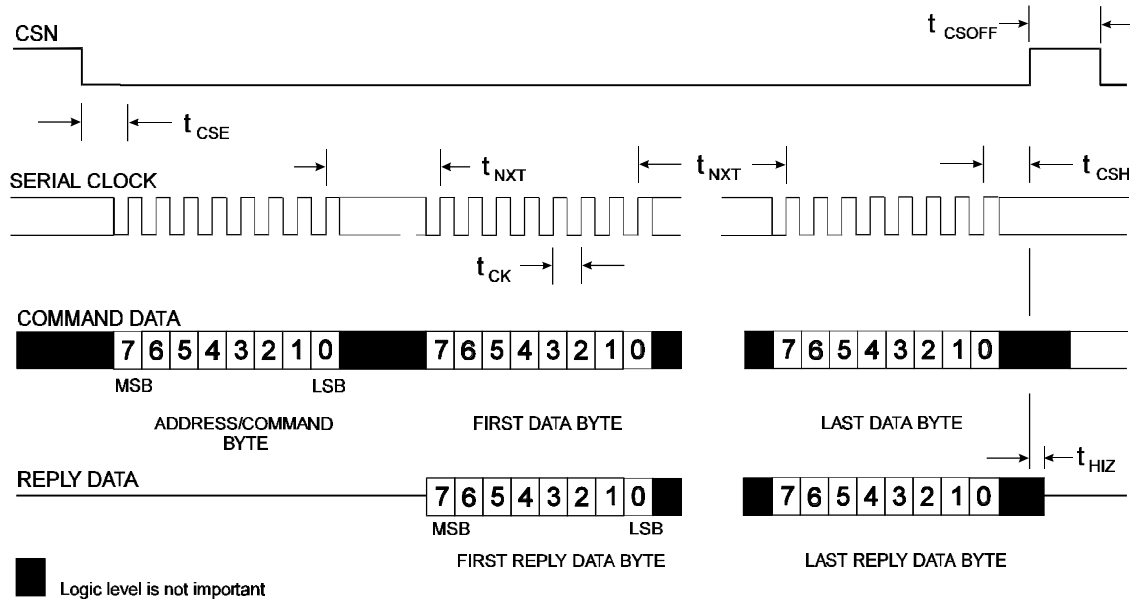 CSN
t CSOFF
t CSE
SERIAL CLOCK
t NXT
t NXT
t CSH
t CK
COMMAND DATA
7 6 5 4 3 2 1 0
7 6 5 4 3 2 1 0
7 6 5 4 3 2 1 0
MSB
LSB
ADDRESS/COMMAND
BYTE
FIRST DATA BYTE
LAST DATA BYTE
t HIZ
REPLY DATA
7 6 5 4 3 2 1 0
7 6 5 4 3 2 1 0
MSB
LSB
FIRST REPLY DATA BYTE
LAST REPLY DATA BYTE
Logic level is not important